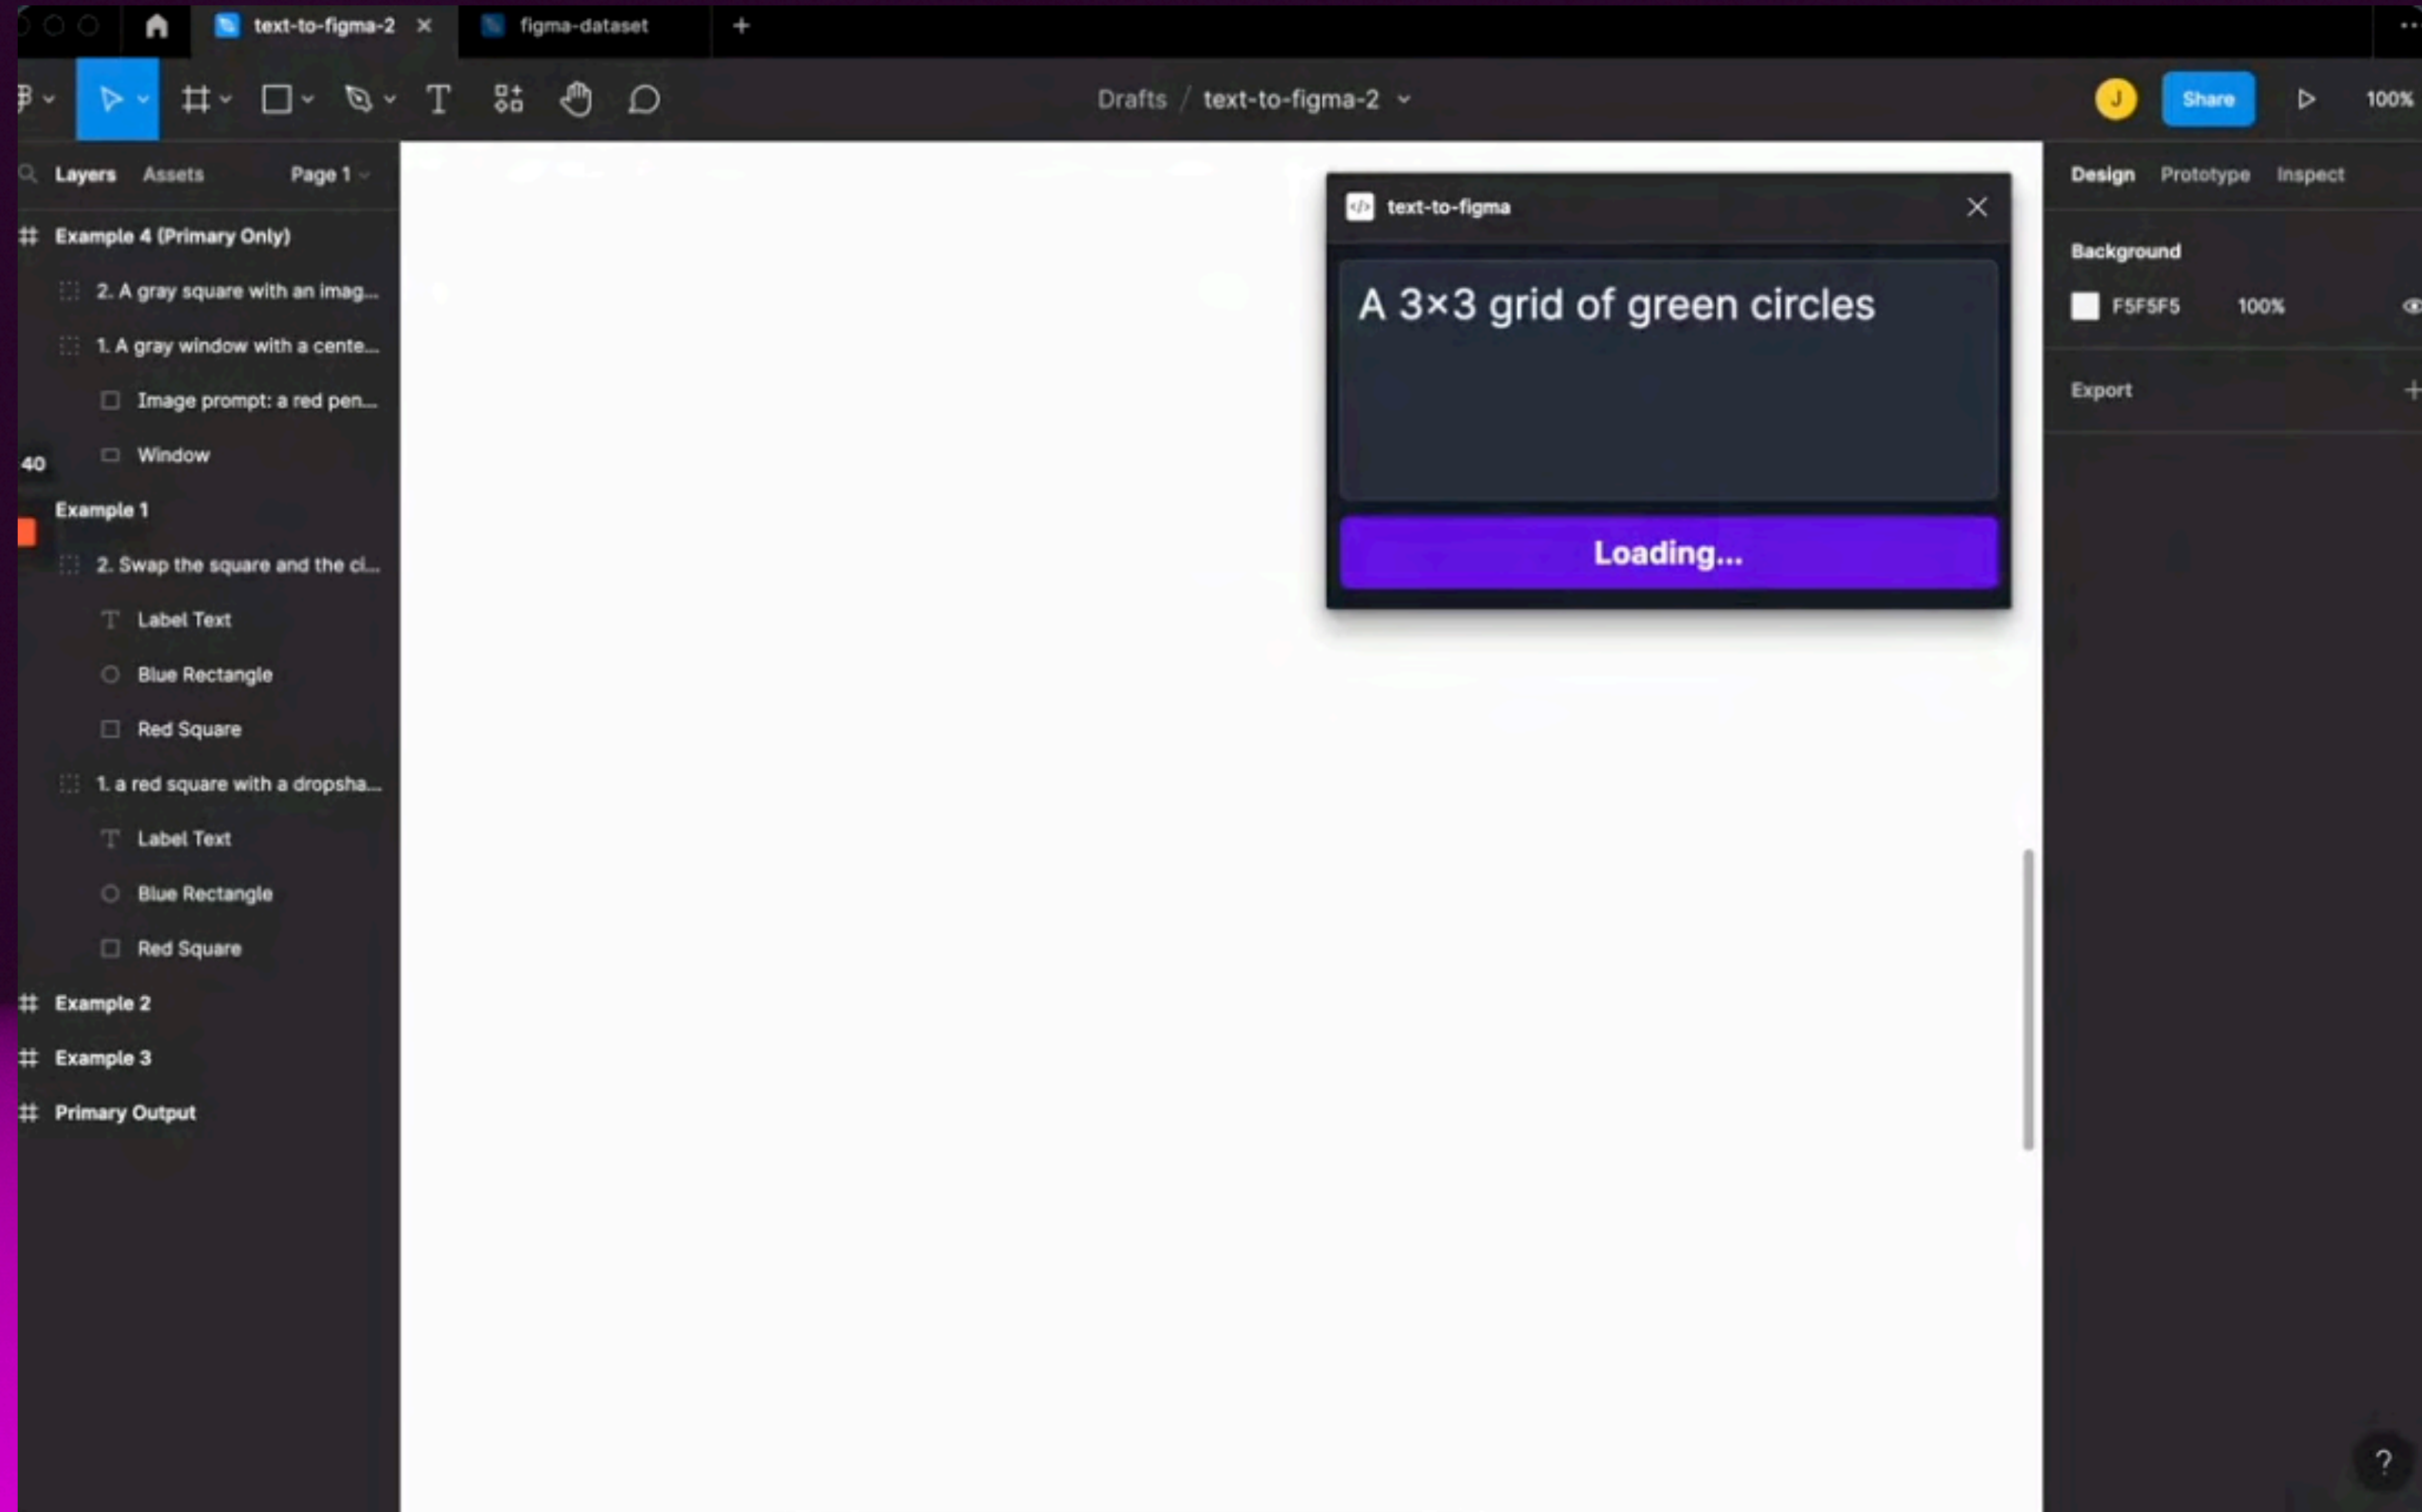 text-to-figma-2
figma-dataset
Drafts / text-to-figma-2
J
Share
100%
Layers Assets Page 1
Example 4 (Primary Only)
2. A gray square with an imag...
1. A gray window with a cente...
Image prompt: a red pen...
Window
40
Example 1
2. Swap the square and the ci...
Label Text
Blue Rectangle
Red Square
1. a red square with a dropsha...
Label Text
Blue Rectangle
Red Square
Example 2
Example 3
Primary Output
text-to-figma
A 3×3 grid of green circles
Loading...
Design Prototype Inspect
Background
F5F5F5 100%
Export
?